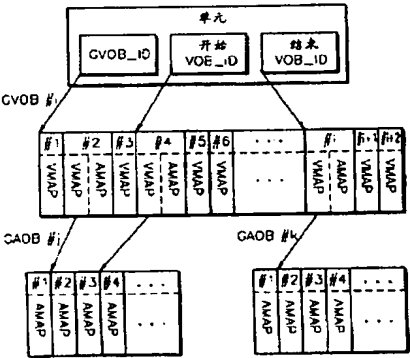 单元
GVOB_ID
开始
VOB_ID
结束
VOB_ID
GVOB #i
#1 #2 #3 #4 #5 #6 ... #i #i+1 #i+2
VMAP VMAP AMAP VMAP VMAP AMAP VMAP VMAP ... VMAP AMAP VMAP VMAP
GAOB #j
GAOB #k
#1 #2 #3 #4 ...
AMAP AMAP AMAP AMAP ...
#1 #2 #3 #4 ...
AMAP AMAP AMAP AMAP ...